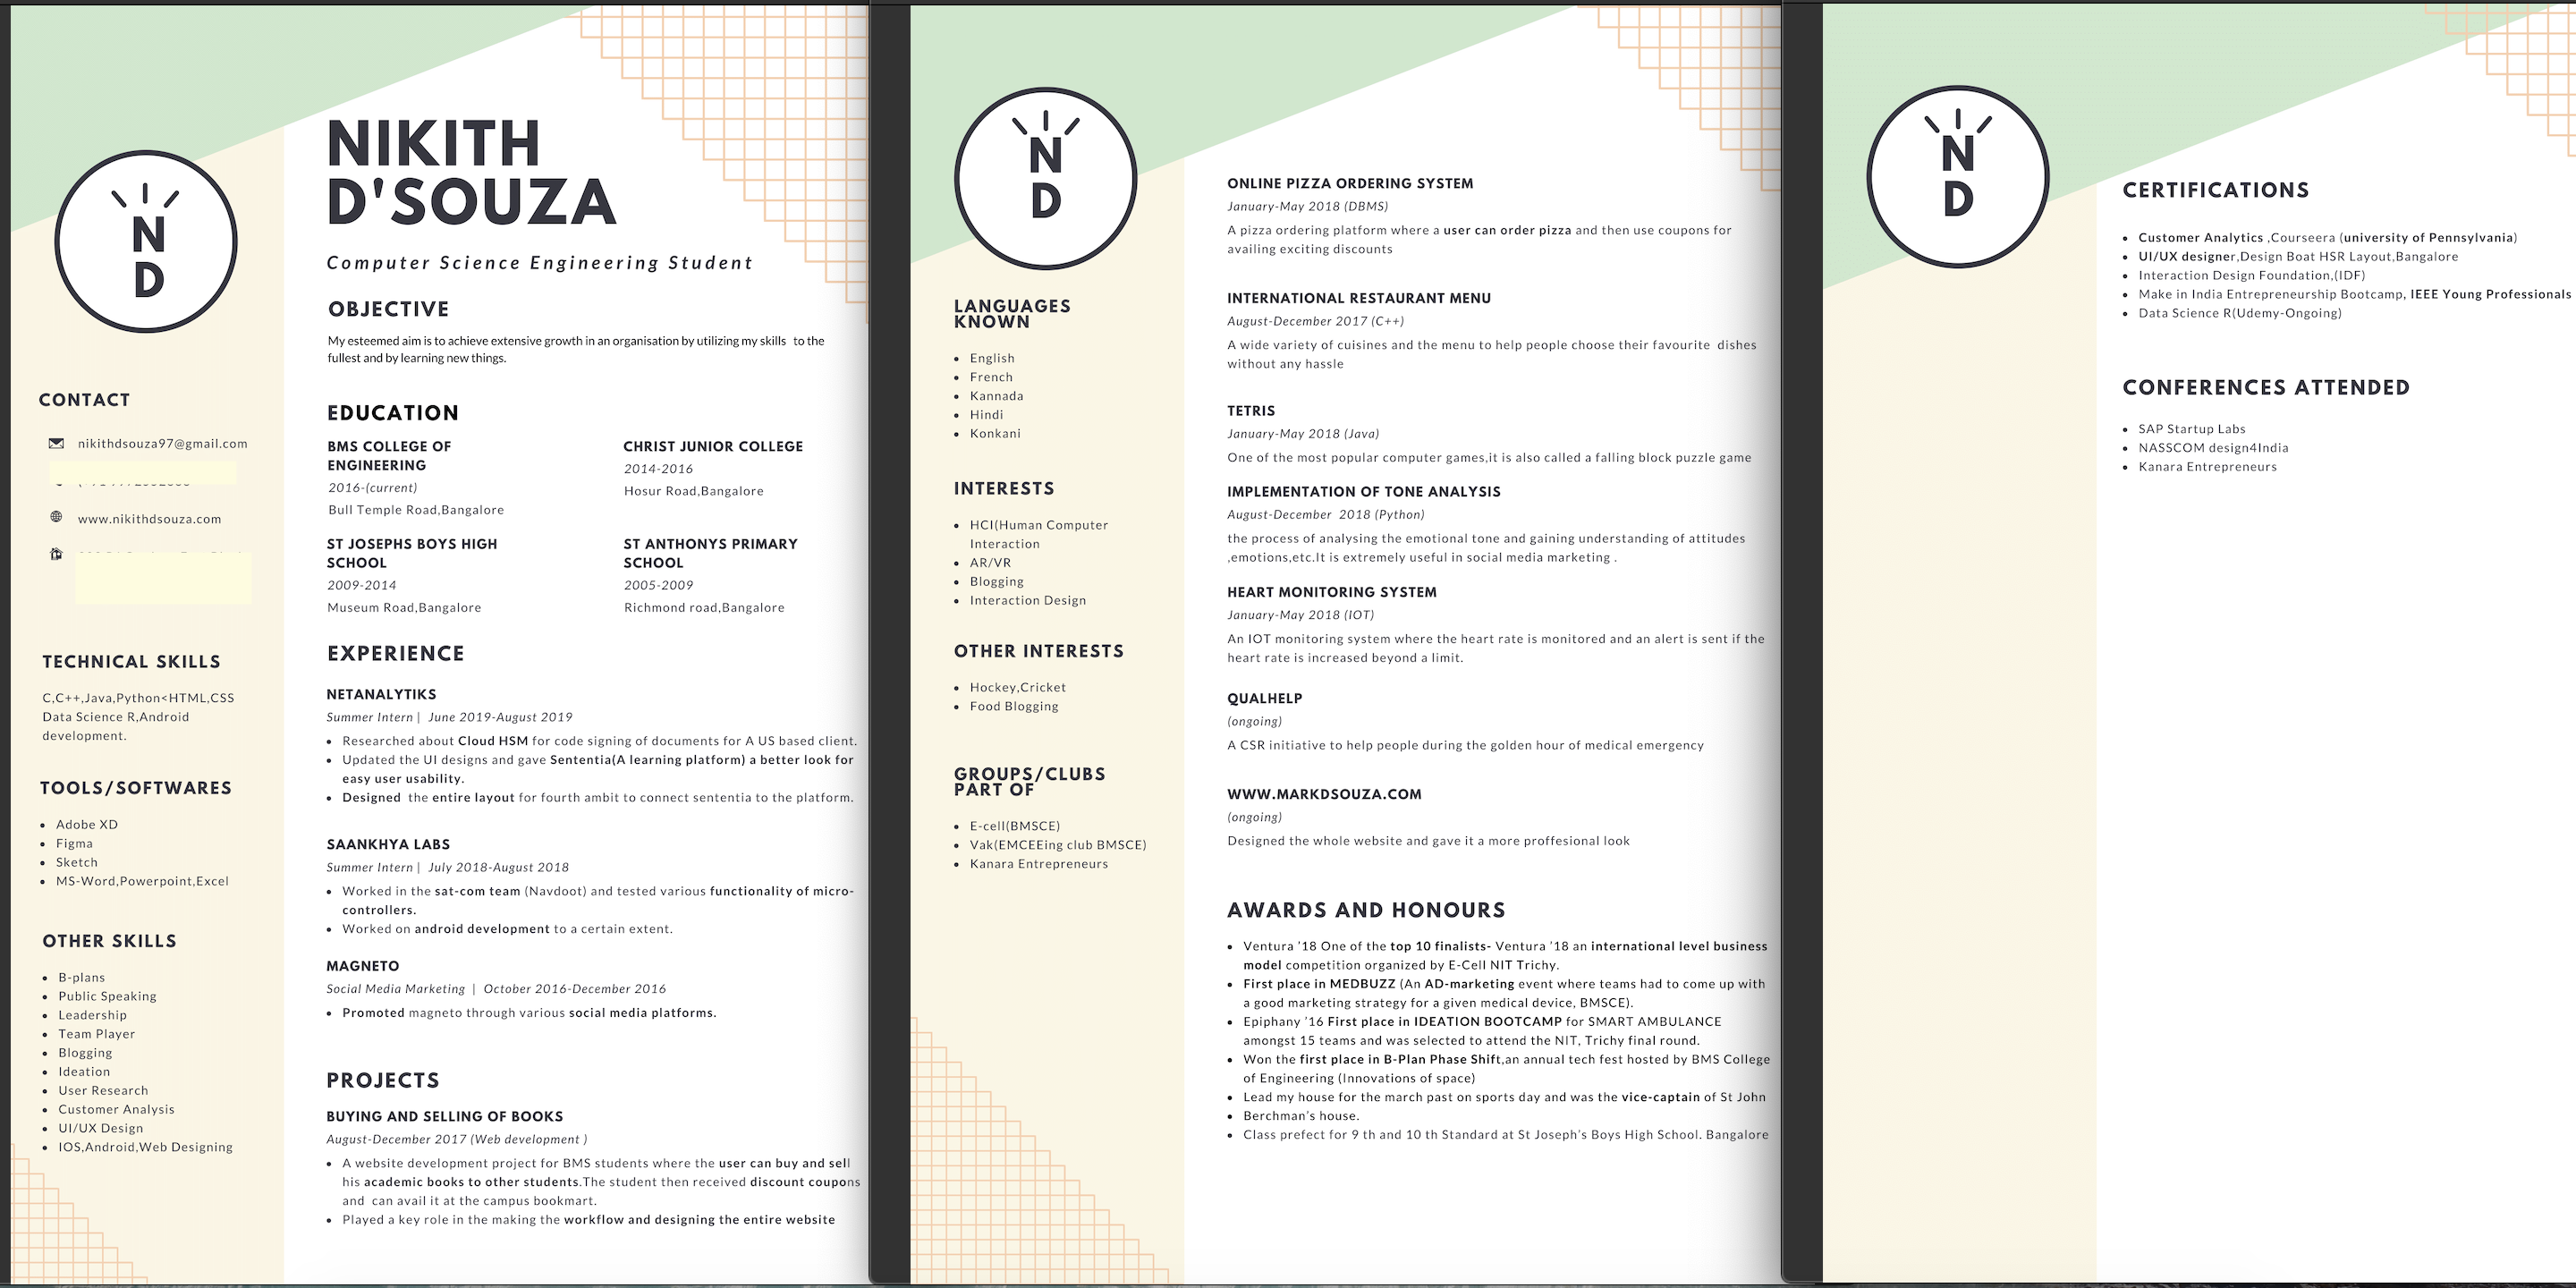 N
D
NIKITH
D'SOUZA
Computer Science Engineering Student
CONTACT
nikithdsouza97@gmail.com
www.nikithdsouza.com
TECHNICAL SKILLS
C,C++,Java,Python<HTML,CSS
Data Science R,Android
development.
TOOLS/SOFTWARES
Adobe XD
Figma
Sketch
MS-Word,Powerpoint,Excel
OTHER SKILLS
B-plans
Public Speaking
Leadership
Team Player
Blogging
Ideation
User Research
Customer Analysis
UI/UX Design
IOS,Android,Web Designing
OBJECTIVE
My esteemed aim is to achieve extensive growth in an organisation by utilizing my skills to the
fullest and by learning new things.
EDUCATION
BMS COLLEGE OF
ENGINEERING
2016-(current)
Bull Temple Road,Bangalore
CHRIST JUNIOR COLLEGE
2014-2016
Hosur Road,Bangalore
ST JOSEPHS BOYS HIGH
SCHOOL
2009-2014
Museum Road,Bangalore
ST ANTHONYS PRIMARY
SCHOOL
2005-2009
Richmond road,Bangalore
EXPERIENCE
NETANALYTIKS
Summer Intern | June 2019-August 2019
• Researched about Cloud HSM for code signing of documents for A US based client.
• Updated the UI designs and gave Sententia(A learning platform) a better look for
easy user usability.
• Designed the entire layout for fourth ambit to connect sententia to the platform.
SAANKHYA LABS
Summer Intern | July 2018-August 2018
• Worked in the sat-com team (Navdoot) and tested various functionality of micro-
controllers.
• Worked on android development to a certain extent.
MAGNETO
Social Media Marketing | October 2016-December 2016
• Promoted magneto through various social media platforms.
PROJECTS
BUYING AND SELLING OF BOOKS
August-December 2017 (Web development )
• A website development project for BMS students where the user can buy and sell
his academic books to other students.The student then received discount coupons
and can avail it at the campus bookmart.
• Played a key role in the making the workflow and designing the entire website
N
D
LANGUAGES
KNOWN
• English
• French
• Kannada
• Hindi
• Konkani
INTERESTS
• HCI(Human Computer
Interaction
• AR/VR
• Blogging
• Interaction Design
OTHER INTERESTS
• Hockey,Cricket
• Food Blogging
GROUPS/CLUBS
PART OF
• E-cell(BMSCE)
• Vak(EMCEEing club BMSCE)
• Kanara Entrepreneurs
ONLINE PIZZA ORDERING SYSTEM
January-May 2018 (DBMS)
A pizza ordering platform where a user can order pizza and then use coupons for
availing exciting discounts
INTERNATIONAL RESTAURANT MENU
August-December 2017 (C++)
A wide variety of cuisines and the menu to help people choose their favourite dishes
without any hassle
TETRIS
January-May 2018 (Java)
One of the most popular computer games,it is also called a falling block puzzle game
IMPLEMENTATION OF TONE ANALYSIS
August-December 2018 (Python)
the process of analysing the emotional tone and gaining understanding of attitudes
,emotions,etc.It is extremely useful in social media marketing .
HEART MONITORING SYSTEM
January-May 2018 (IOT)
An IOT monitoring system where the heart rate is monitored and an alert is sent if the
heart rate is increased beyond a limit.
QUALHELP
(ongoing)
A CSR initiative to help people during the golden hour of medical emergency
WWW.MARKDSOUZA.COM
(ongoing)
Designed the whole website and gave it a more proffesional look
AWARDS AND HONOURS
• Ventura '18 One of the top 10 finalists- Ventura '18 an international level business
model competition organized by E-Cell NIT Trichy.
• First place in MEDBUZZ (An AD-marketing event where teams had to come up with
a good marketing strategy for a given medical device, BMSCE).
• Epiphany '16 First place in IDEATION BOOTCAMP for SMART AMBULANCE
amongst 15 teams and was selected to attend the NIT, Trichy final round.
• Won the first place in B-Plan Phase Shift,an annual tech fest hosted by BMS College
of Engineering (Innovations of space)
• Lead my house for the march past on sports day and was the vice-captain of St John
• Berchman's house.
• Class prefect for 9 th and 10 th Standard at St Joseph's Boys High School. Bangalore
N
D
CERTIFICATIONS
• Customer Analytics ,Courseera (university of Pennsylvania)
• UI/UX designer,Design Boat HSR Layout,Bangalore
• Interaction Design Foundation,(IDF)
• Make in India Entrepreneurship Bootcamp, IEEE Young Professionals
• Data Science R(Udemy-Ongoing)
CONFERENCES ATTENDED
• SAP Startup Labs
• NASSCOM design4India
• Kanara Entrepreneurs